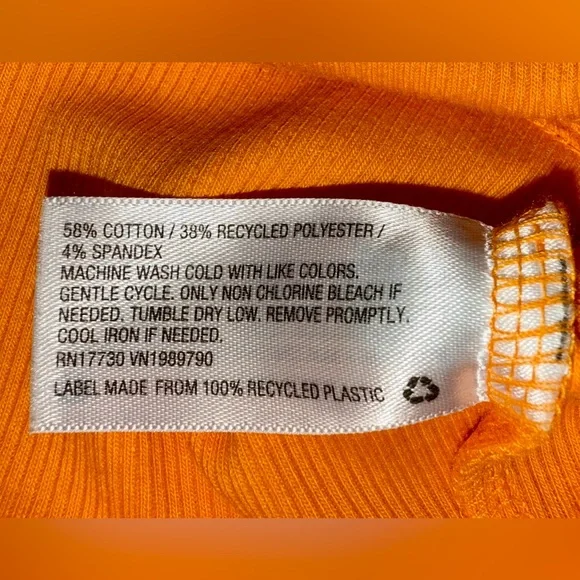 58% COTTON / 38% RECYCLED POLYESTER /
4% SPANDEX
MACHINE WASH COLD WITH LIKE COLORS.
GENTLE CYCLE. ONLY NON CHLORINE BLEACH IF
NEEDED. TUMBLE DRY LOW. REMOVE PROMPTLY.
COOL IRON IF NEEDED.
RN17730 VN1989790
LABEL MADE FROM 100% RECYCLED PLASTIC